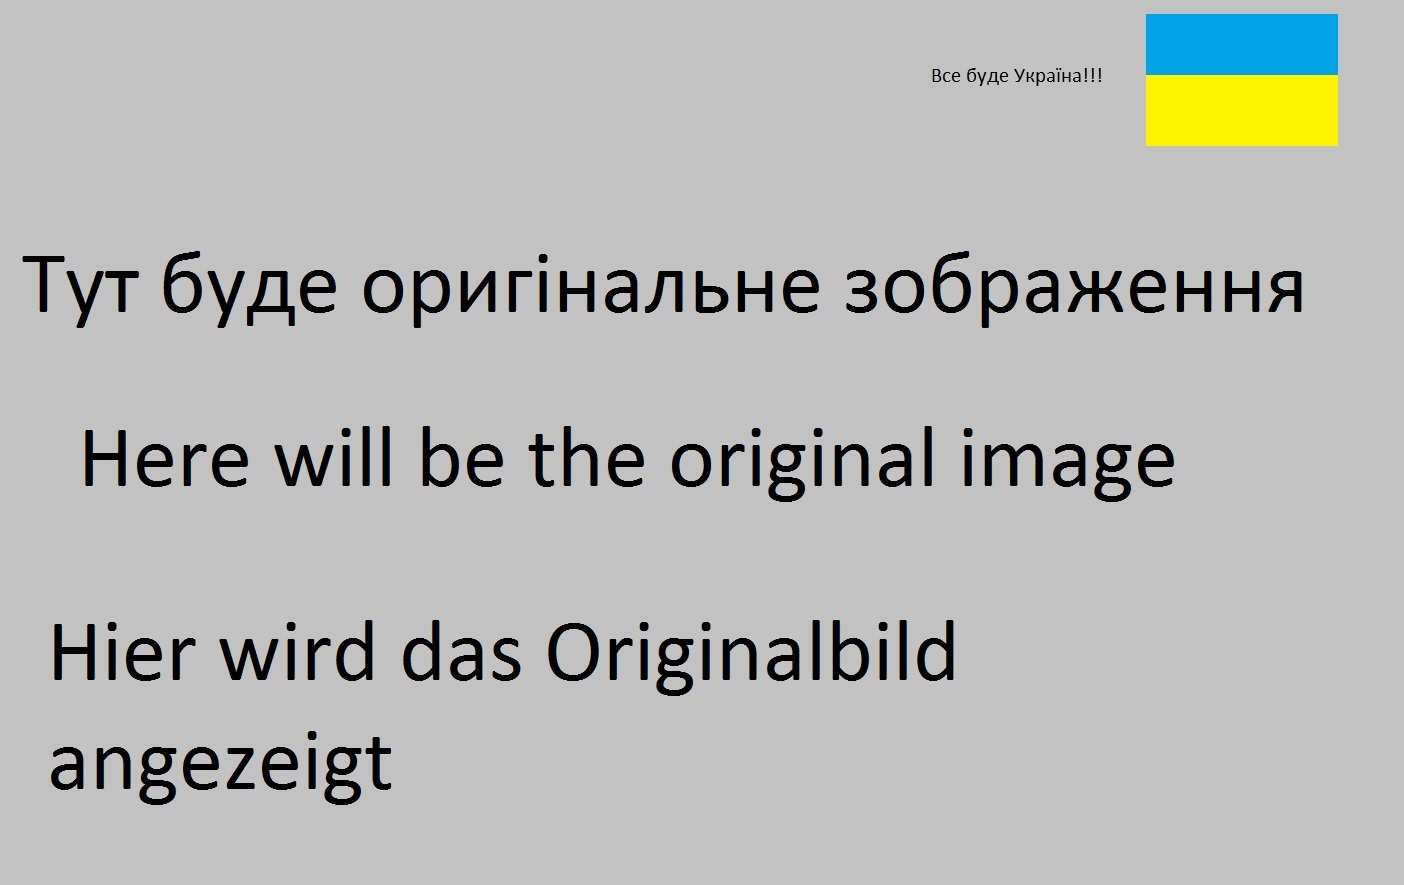 Все буде Україна!!!
Тут буде оригінальне зображення
Here will be the original image
Hier wird das Originalbild
angezeigt